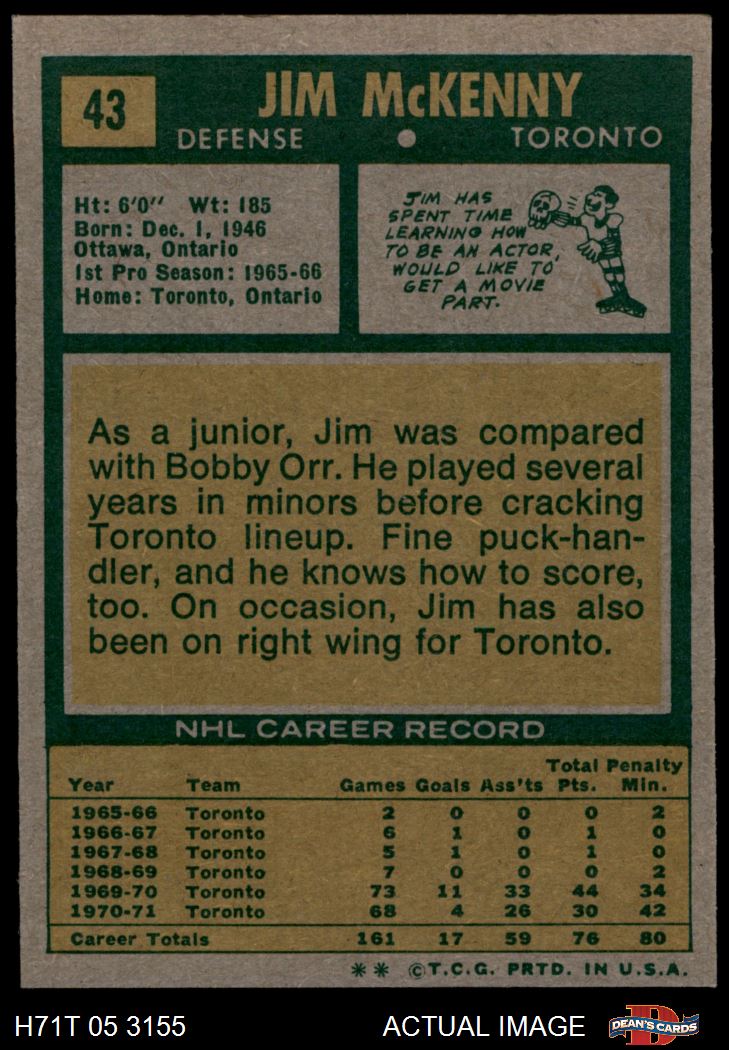 43
JIM McKENNY
DEFENSE ● TORONTO
Ht: 6'0" Wt: 185
Born: Dec. 1, 1946
Ottawa, Ontario
1st Pro Season: 1965-66
Home: Toronto, Ontario
JIM HAS
SPENT TIME
LEARNING HOW
TO BE AN ACTOR,
WOULD LIKE TO
GET A MOVIE
PART.
As a junior, Jim was compared
with Bobby Orr. He played several
years in minors before cracking
Toronto lineup. Fine puck-han-
dler, and he knows how to score,
too. On occasion, Jim has also
been on right wing for Toronto.
NHL CAREER RECORD
Total Penalty
Year Team Games Goals Ass'ts Pts. Min.
1965-66 Toronto 2 0 0 0 2
1966-67 Toronto 6 1 0 1 0
1967-68 Toronto 5 1 0 1 0
1968-69 Toronto 7 0 0 0 2
1969-70 Toronto 73 11 33 44 34
1970-71 Toronto 68 4 26 30 42
Career Totals 161 17 59 76 80
** ©T.C.G. PRTD. IN U.S.A.
H71T 05 3155 ACTUAL IMAGE D DEAN'S CARDS